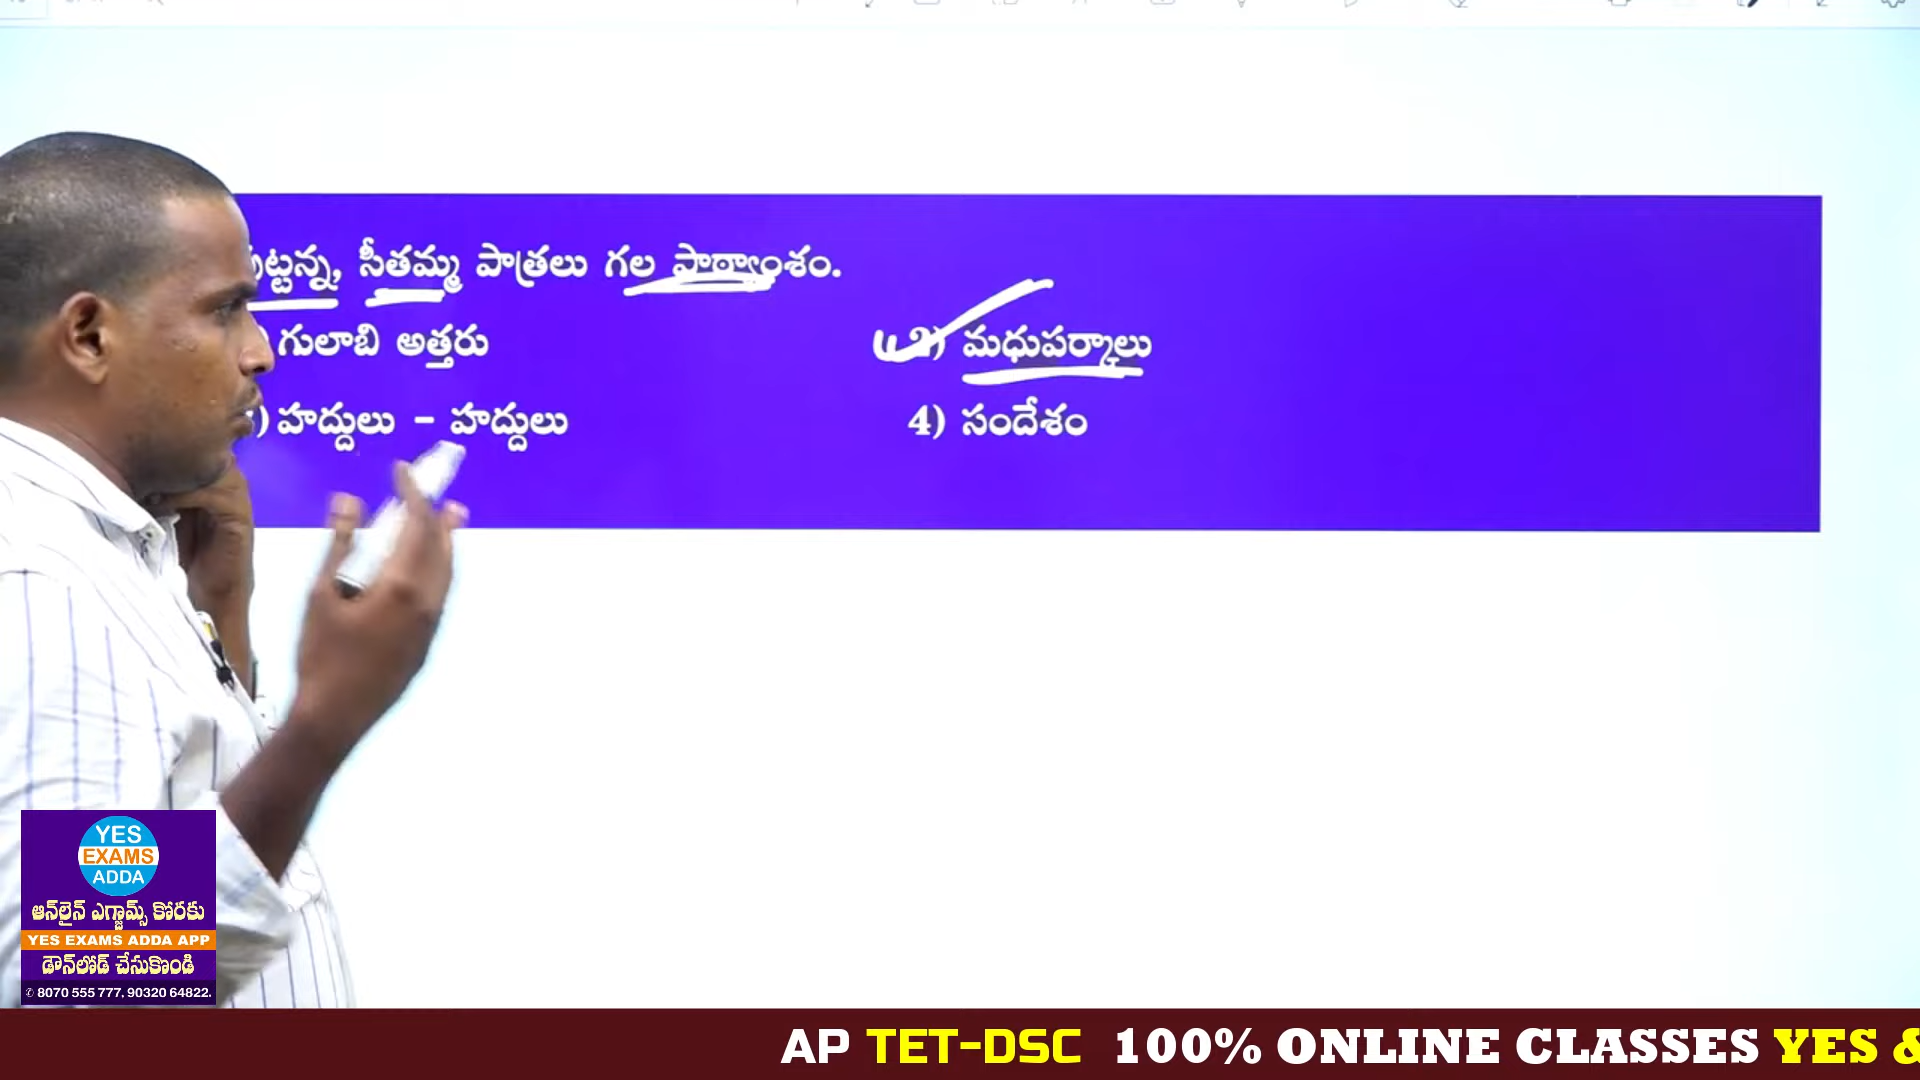 సీతమ్మ పాత్రలు గల పాఠ్యాంశం.
గులాబి అత్తరు
2) మధుపర్కాలు
హద్దులు - హద్దులు
4) సందేశం
YES
EXAMS
ADDA
ఆన్‌లైన్ ఎగ్జామ్స్ కోరకు
YES EXAMS ADDA APP
డౌన్‌లోడ్ చేసుకొండి
✆ 8070 555 777, 90320 64822.
AP TET-DSC 100% ONLINE CLASSES YES &